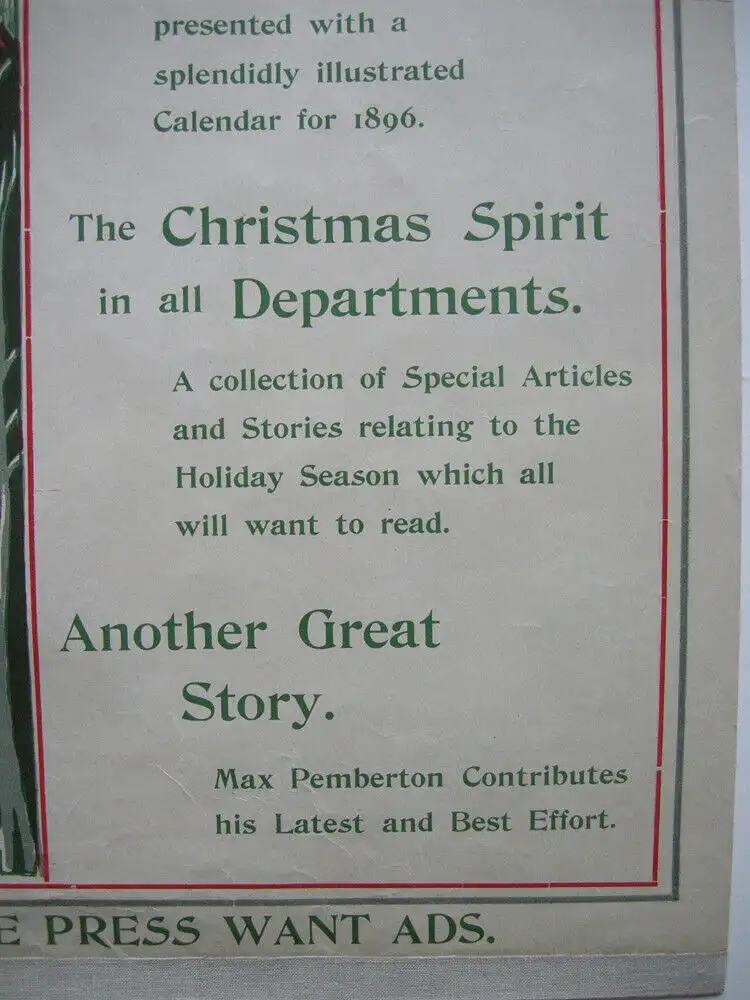 presented with a
splendidly illustrated
Calendar for 1896.
The Christmas Spirit
in all Departments.
A collection of Special Articles
and Stories relating to the
Holiday Season which all
will want to read.
Another Great
Story.
Max Pemberton Contributes
his Latest and Best Effort.
E PRESS WANT ADS.